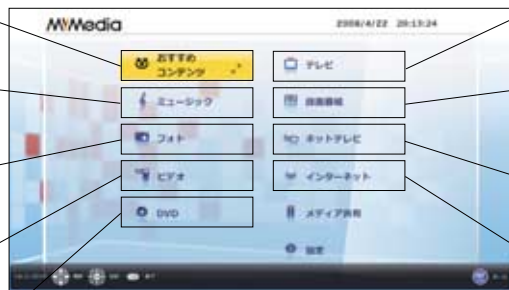 MyMedia
2008/4/22 20:13:24
おすすめ
コンテンツ
ミュージック
フォト
ビデオ
DVD
テレビ
録画番組
ネットテレビ
インターネット
メディア共有
設定